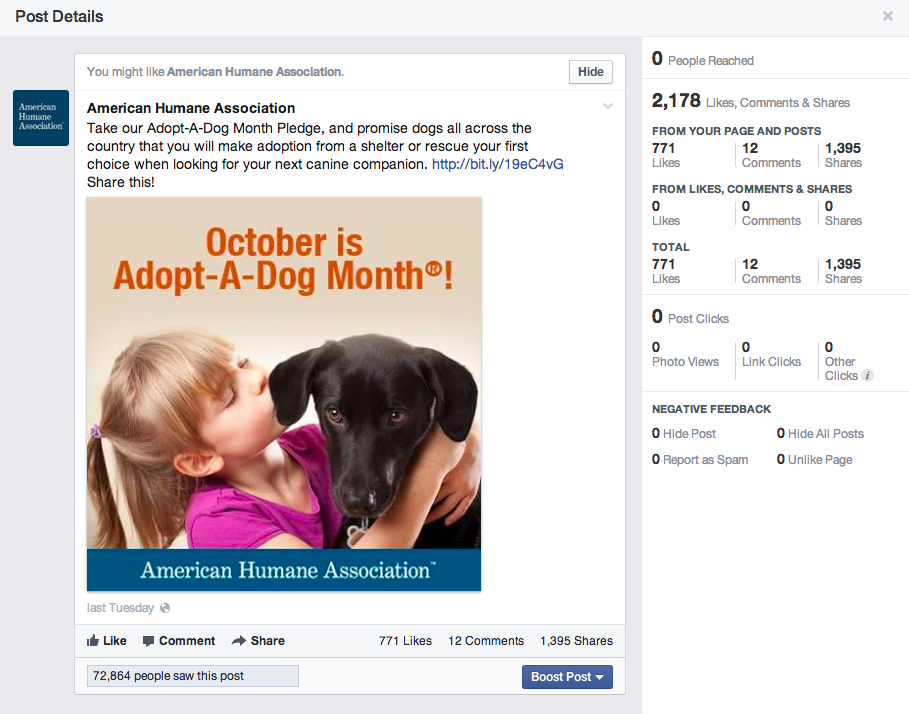 Post Details
×
You might like American Humane Association.
Hide
American
Humane
Association™
American Humane Association
Take our Adopt-A-Dog Month Pledge, and promise dogs all across the
country that you will make adoption from a shelter or rescue your first
choice when looking for your next canine companion. http://bit.ly/19eC4vG
Share this!
October is
Adopt-A-Dog Month®!
American Humane Association™
last Tuesday
Like Comment Share 771 Likes 12 Comments 1,395 Shares
72,864 people saw this post
Boost Post
0 People Reached
2,178 Likes, Comments & Shares
FROM YOUR PAGE AND POSTS
771 12 1,395
Likes Comments Shares
FROM LIKES, COMMENTS & SHARES
0 0 0
Likes Comments Shares
TOTAL
771 12 1,395
Likes Comments Shares
0 Post Clicks
0 0 0
Photo Views Link Clicks Other
Clicks i
NEGATIVE FEEDBACK
0 Hide Post 0 Hide All Posts
0 Report as Spam 0 Unlike Page